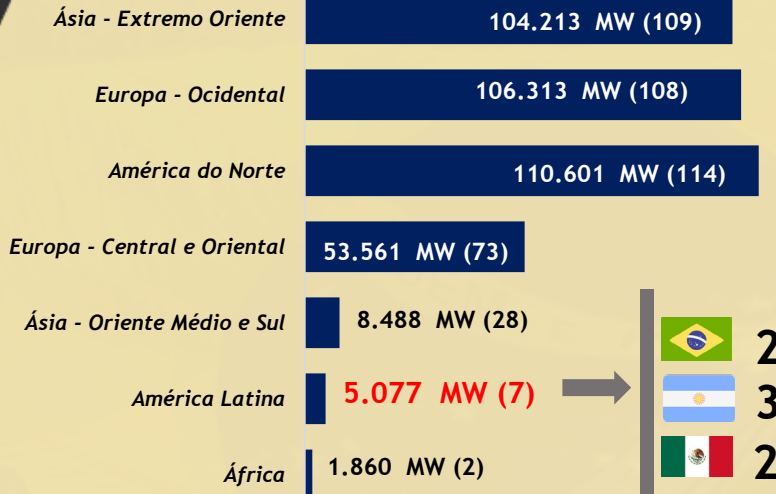 Ásia - Extremo Oriente 104.213 MW (109)
Europa - Ocidental 106.313 MW (108)
América do Norte 110.601 MW (114)
Europa - Central e Oriental 53.561 MW (73)
Ásia - Oriente Médio e Sul 8.488 MW (28)
2
América Latina 5.077 MW (7)
3
África 1.860 MW (2)
2